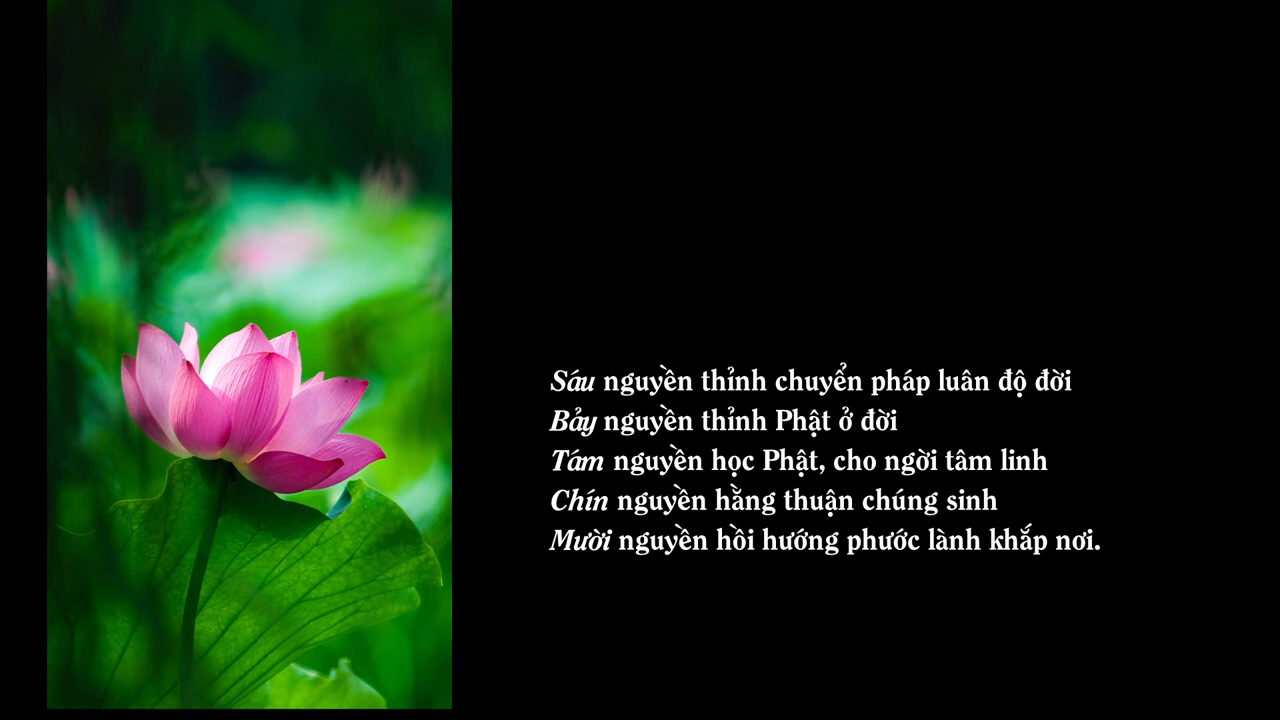 Sáu nguyền thỉnh chuyển pháp luân độ đời
Bảy nguyền thỉnh Phật ở đời
Tám nguyền học Phật, cho ngời tâm linh
Chín nguyền hằng thuận chúng sinh
Mười nguyền hồi hướng phước lành khắp nơi.